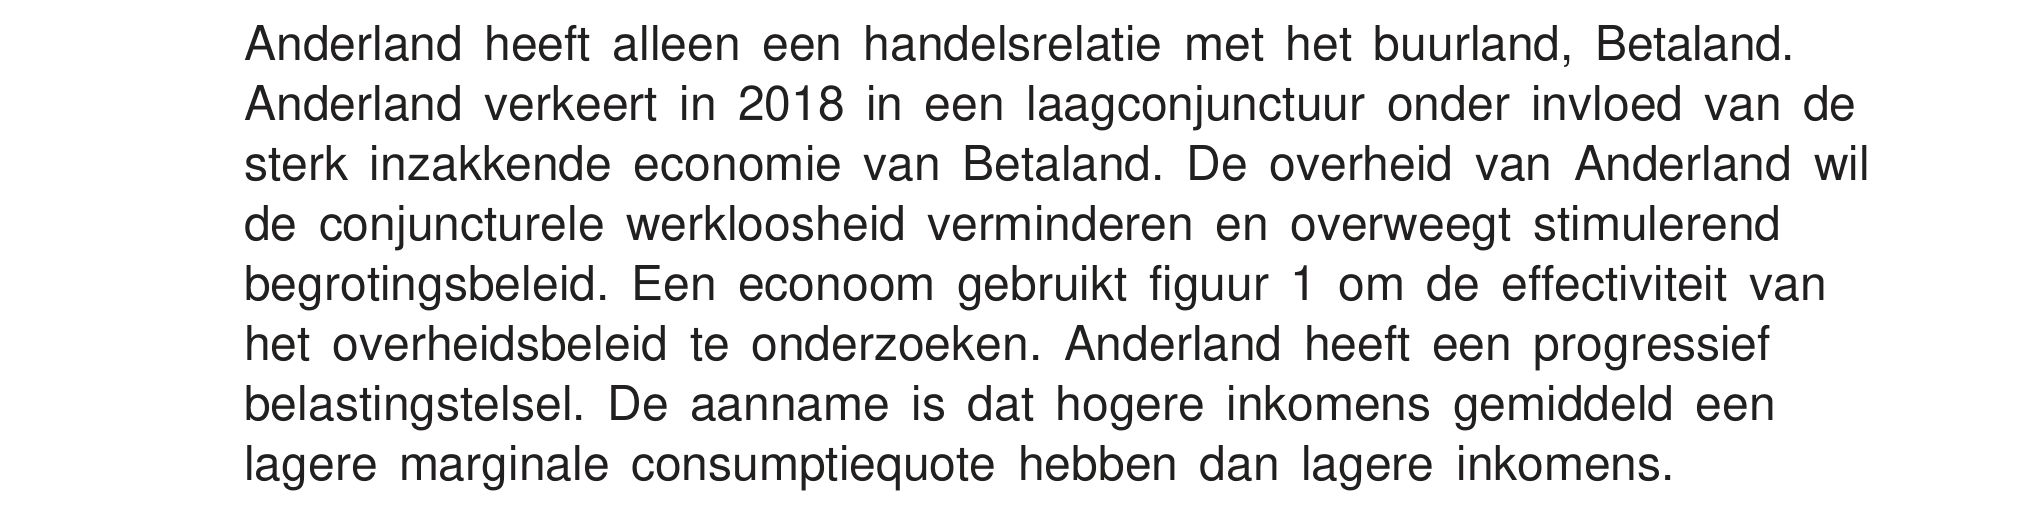 Anderland heeft alleen een handelsrelatie met het buurland, Betaland.
Anderland verkeert in 2018 in een laagconjunctuur onder invloed van de
sterk inzakkende economie van Betaland. De overheid van Anderland wil
de conjuncturele werkloosheid verminderen en overweegt stimulerend
begrotingsbeleid. Een econoom gebruikt figuur 1 om de effectiviteit van
het overheidsbeleid te onderzoeken. Anderland heeft een progressief
belastingstelsel. De aanname is dat hogere inkomens gemiddeld een
lagere marginale consumptiequote hebben dan lagere inkomens.